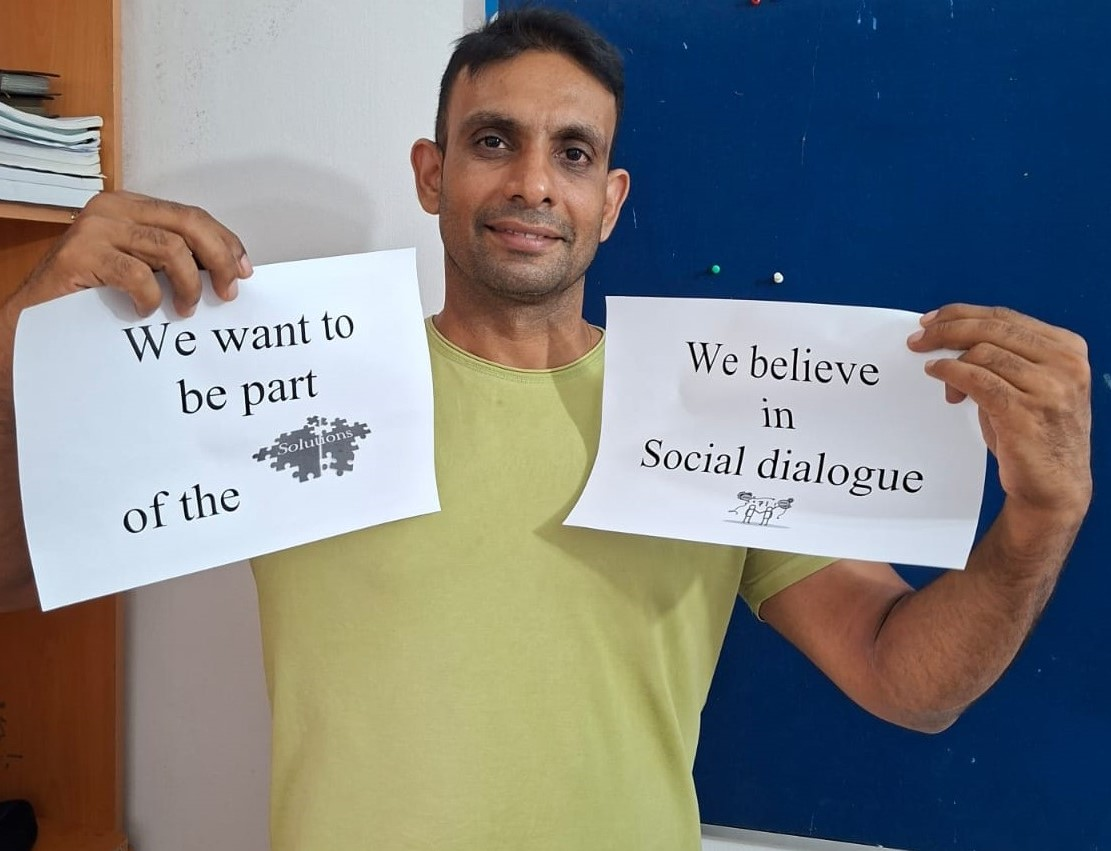 We want to
be part
Solutions
of the
We believe
in
Social dialogue